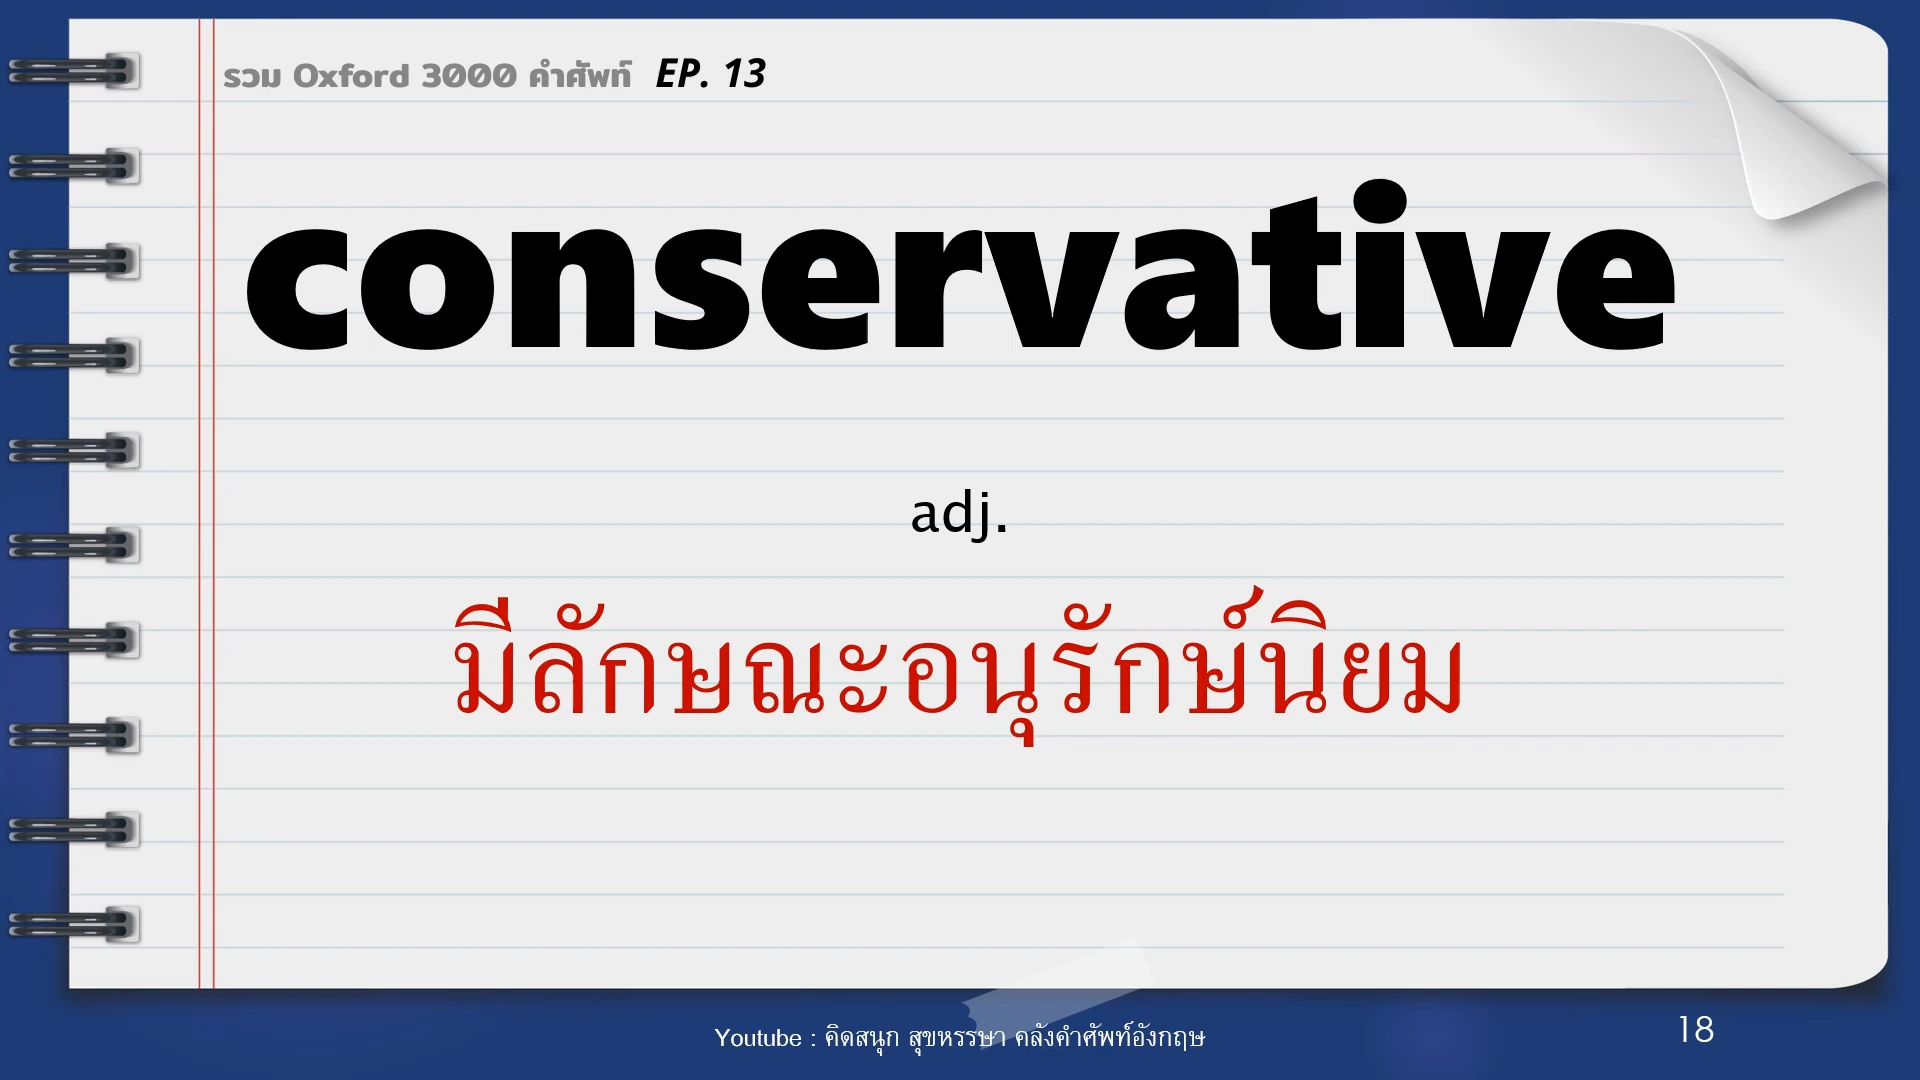 รวม Oxford 3000 คำศัพท์ EP. 13
conservative
adj.
มีลักษณะอนุรักษ์นิยม
Youtube : คิดสนุก สุขหรรษา คลังคำศัพท์อังกฤษ
18